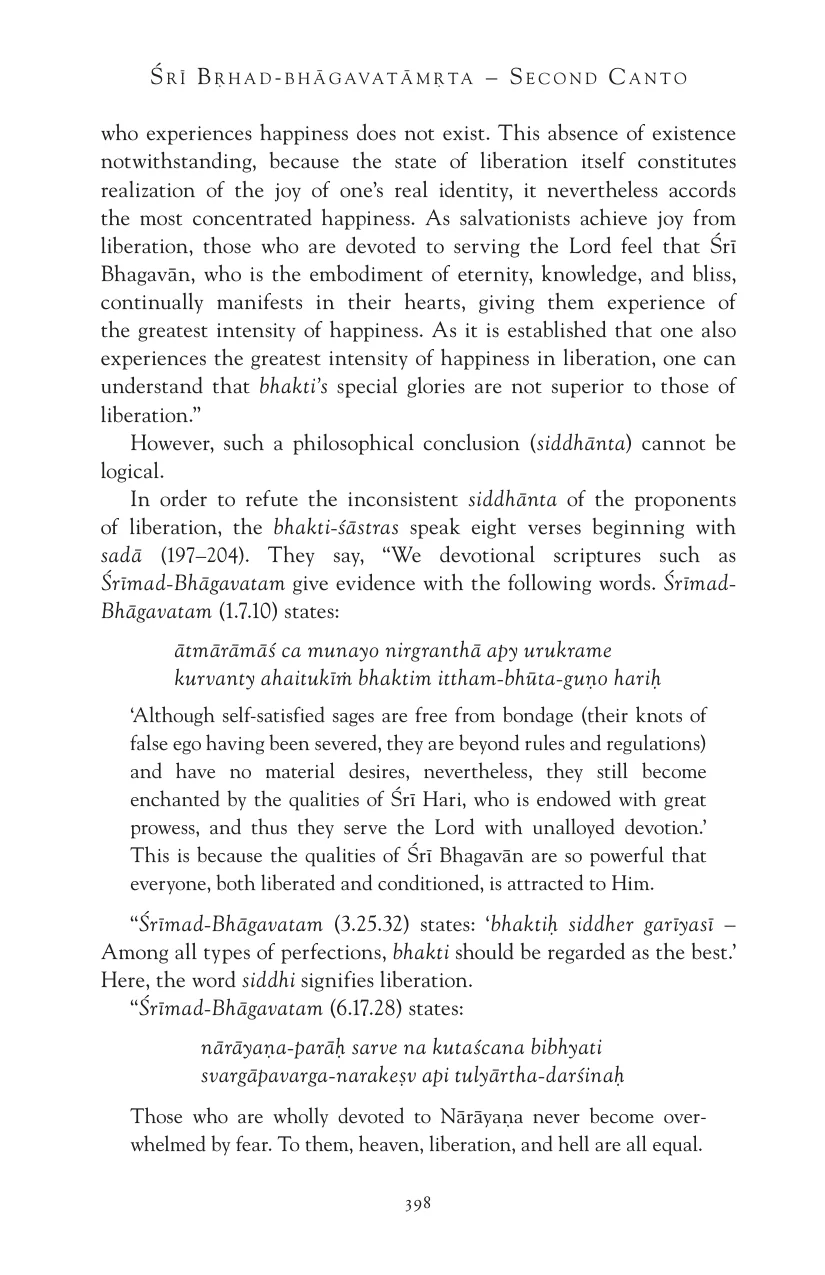 Śrī Bṛhad-bhāgavatāmṛta – Second Canto
who experiences happiness does not exist. This absence of existence
notwithstanding, because the state of liberation itself constitutes
realization of the joy of one’s real identity, it nevertheless accords
the most concentrated happiness. As salvationists achieve joy from
liberation, those who are devoted to serving the Lord feel that Śrī
Bhagavān, who is the embodiment of eternity, knowledge, and bliss,
continually manifests in their hearts, giving them experience of
the greatest intensity of happiness. As it is established that one also
experiences the greatest intensity of happiness in liberation, one can
understand that bhakti’s special glories are not superior to those of
liberation.”
However, such a philosophical conclusion (siddhānta) cannot be
logical.
In order to refute the inconsistent siddhānta of the proponents
of liberation, the bhakti-śāstras speak eight verses beginning with
sadā (197–204). They say, “We devotional scriptures such as
Śrīmad-Bhāgavatam give evidence with the following words. Śrīmad-
Bhāgavatam (1.7.10) states:
ātmārāmāś ca munayo nirgranthā apy urukrame
kurvanty ahaitukīṁ bhaktim ittham-bhūta-guṇo hariḥ
‘Although self-satisfied sages are free from bondage (their knots of
false ego having been severed, they are beyond rules and regulations)
and have no material desires, nevertheless, they still become
enchanted by the qualities of Śrī Hari, who is endowed with great
prowess, and thus they serve the Lord with unalloyed devotion.’
This is because the qualities of Śrī Bhagavān are so powerful that
everyone, both liberated and conditioned, is attracted to Him.
“Śrīmad-Bhāgavatam (3.25.32) states: ‘bhaktiḥ siddher garīyasī –
Among all types of perfections, bhakti should be regarded as the best.’
Here, the word siddhi signifies liberation.
“Śrīmad-Bhāgavatam (6.17.28) states:
nārāyaṇa-parāḥ sarve na kutaścana bibhyati
svargāpavarga-narakeṣv api tulyārtha-darśinaḥ
Those who are wholly devoted to Nārāyaṇa never become over-
whelmed by fear. To them, heaven, liberation, and hell are all equal.
398